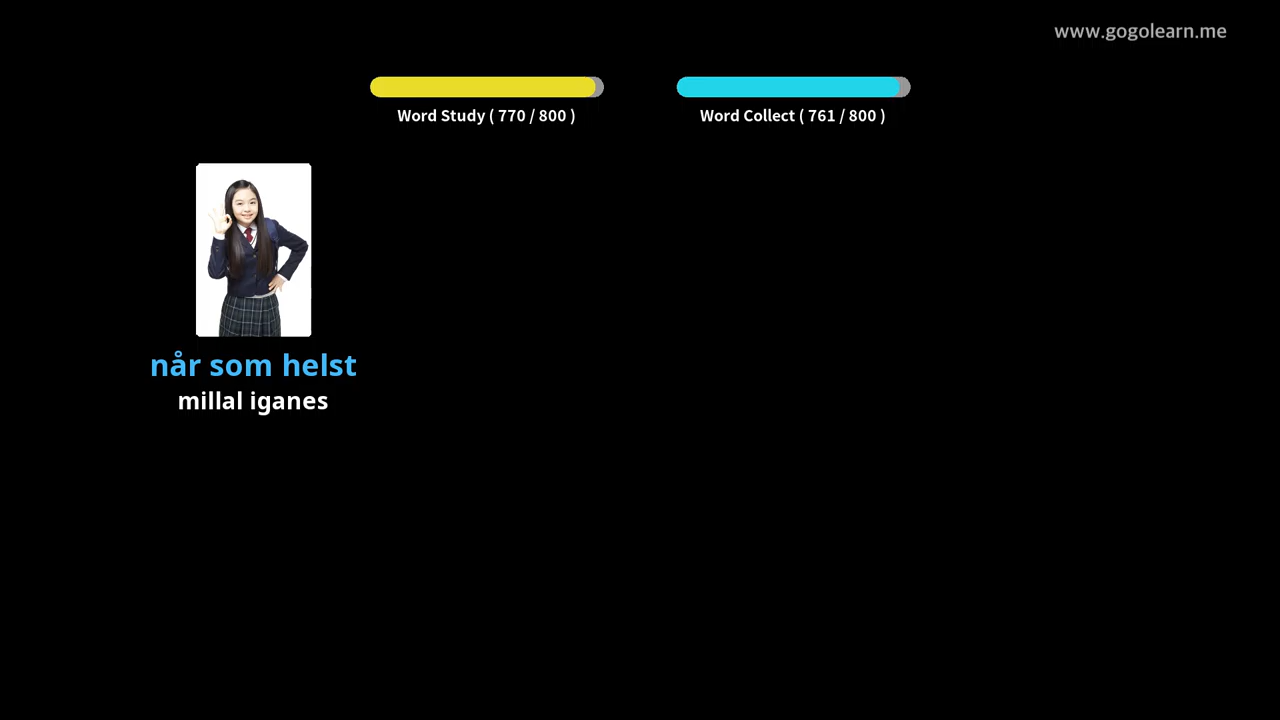 www.gogolearn.me
Word Study ( 770 / 800 )
Word Collect ( 761 / 800 )
når som helst
millal iganes